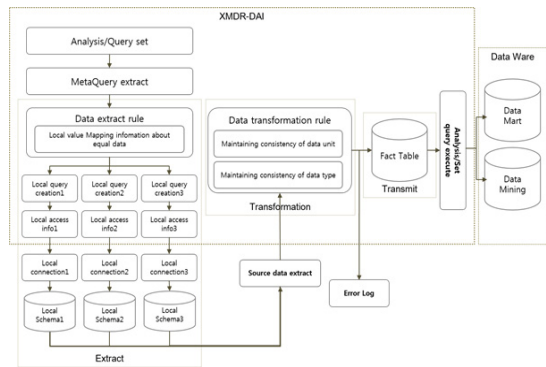 XMDR-DAI
Analysis/Query set
MetaQuery extract
Data extract rule
Local value Mapping infomation about
equal data
Local query
creation1
Local query
creation2
Local query
creation3
Local access
info1
Local access
info2
Local access
info3
Local
connection1
Local
connection2
Local
connection3
Local
Schema1
Local
Schema2
Local
Schema3
Extract
Data transformation rule
Maintaining consistency of data unit
Maintaining consistency of data type
Transformation
Source data extract
Fact Table
Transmit
Error Log
Analysis/Set
query execute
Data Ware
Data
Mart
Data
Mining